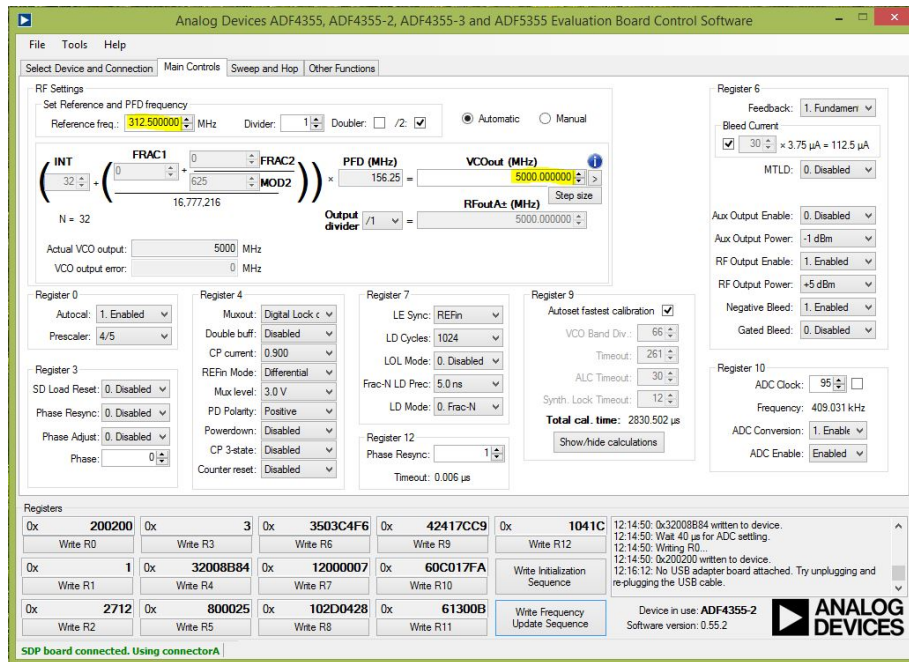 Analog Devices ADF4355, ADF4355-2, ADF4355-3 and ADF5355 Evaluation Board Control Software
File Tools Help
Select Device and Connection Main Controls Sweep and Hop Other Functions
RF Settings
Set Reference and PFD frequency
Reference freq.: 312.500000 MHz Divider: 1 Doubler: /2: Automatic Manual
INT FRAC1 0 FRAC2 PFD (MHz) VCOout (MHz)
( 32 + ( 0 + 625 MOD2 ) ) × 156.25 = 5000.000000 >
16,777,216 Step size
RFoutA± (MHz)
N = 32 Output divider /1 = 5000.000000
Actual VCO output: 5000 MHz
VCO output error: 0 MHz
Register 0
Autocal: 1. Enabled
Prescaler: 4/5
Register 3
SD Load Reset: 0. Disabled
Phase Resync: 0. Disabled
Phase Adjust: 0. Disabled
Phase: 0
Register 4
Muxout: Digital Lock
Double buff: Disabled
CP current: 0.900
REFin Mode: Differential
Mux level: 3.0 V
PD Polarity: Positive
Powerdown: Disabled
CP 3-state: Disabled
Counter reset: Disabled
Register 7
LE Sync: REFin
LD Cycles: 1024
LOL Mode: 0. Disabled
Frac-N LD Prec: 5.0 ns
LD Mode: 0. Frac-N
Register 12
Phase Resync: 1
Timeout: 0.006 µs
Register 9
Autoset fastest calibration
VCO Band Div.: 66
Timeout: 261
ALC Timeout: 30
Synth. Lock Timeout: 12
Total cal. time: 2830.502 µs
Show/hide calculations
Register 6
Feedback: 1. Fundamen
Bleed Current
30 × 3.75 µA = 112.5 µA
MTLD: 0. Disabled
Aux Output Enable: 0. Disabled
Aux Output Power: -1 dBm
RF Output Enable: 1. Enabled
RF Output Power: +5 dBm
Negative Bleed: 1. Enabled
Gated Bleed: 0. Disabled
Register 10
ADC Clock: 95
Frequency: 409.031 kHz
ADC Conversion: 1. Enable
ADC Enable: Enabled
Registers
0x 200200 0x 3 0x 3503C4F6 0x 42417CC9 0x 1041C
Write R0 Write R3 Write R6 Write R9 Write R12
0x 1 0x 32008B84 0x 12000007 0x 60C017FA
Write R1 Write R4 Write R7 Write R10 Write Initialization Sequence
0x 2712 0x 800025 0x 102D0428 0x 61300B
Write R2 Write R5 Write R8 Write R11 Write Frequency Update Sequence
12:14:50: 0x32008B84 written to device.
12:14:50: Wait 40 µs for ADC settling.
12:14:50: Writing R0...
12:14:50: 0x200200 written to device.
12:16:12: No USB adapter board attached. Try unplugging and
re-plugging the USB cable.
Device in use: ADF4355-2
Software version: 0.55.2
ANALOG
DEVICES
SDP board connected. Using connectorA